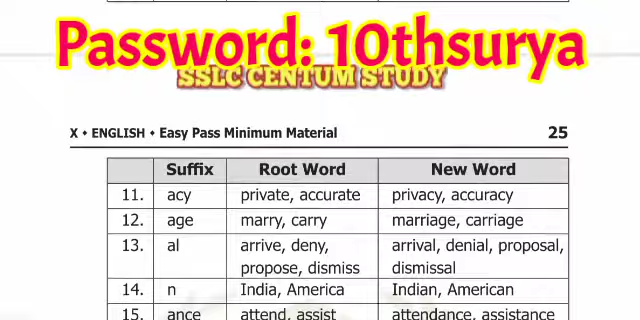 Password: 10thsurya
SSLC CENTUM STUDY
X • ENGLISH • Easy Pass Minimum Material 25
Suffix Root Word New Word
11. acy private, accurate privacy, accuracy
12. age marry, carry marriage, carriage
13. al arrive, deny, arrival, denial, proposal,
propose, dismiss dismissal
14. n India, America Indian, American
15. ance attend, assist attendance, assistance